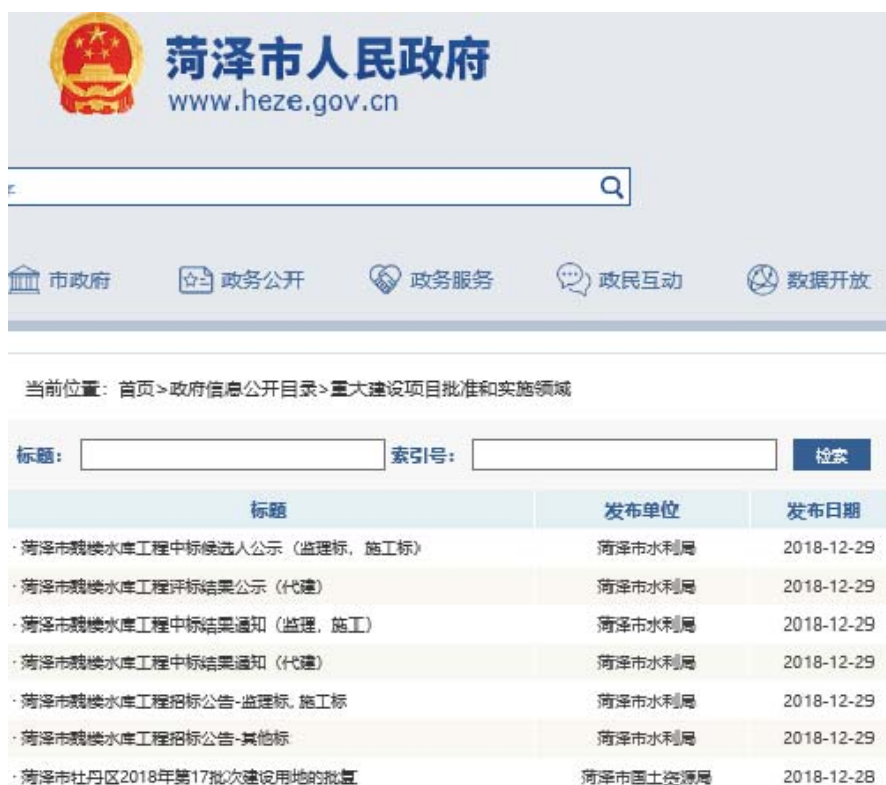 菏泽市人民政府
www.heze.gov.cn
市政府 政务公开 政务服务 政民互动 数据开放
当前位置：首页>政府信息公开目录>重大建设项目批准和实施领域
标题： 索引号： 检索
标题 发布单位 发布日期
·菏泽市魏楼水库工程中标候选人公示（监理标，施工标） 菏泽市水利局 2018-12-29
·菏泽市魏楼水库工程评标结果公示（代建） 菏泽市水利局 2018-12-29
·菏泽市魏楼水库工程中标结果通知（监理，施工） 菏泽市水利局 2018-12-29
·菏泽市魏楼水库工程中标结果通知（代建） 菏泽市水利局 2018-12-29
·菏泽市魏楼水库工程招标公告-监理标,施工标 菏泽市水利局 2018-12-29
·菏泽市魏楼水库工程招标公告-其他标 菏泽市水利局 2018-12-29
·菏泽市牡丹区2018年第17批次建设用地的批复 菏泽市国土资源局 2018-12-28